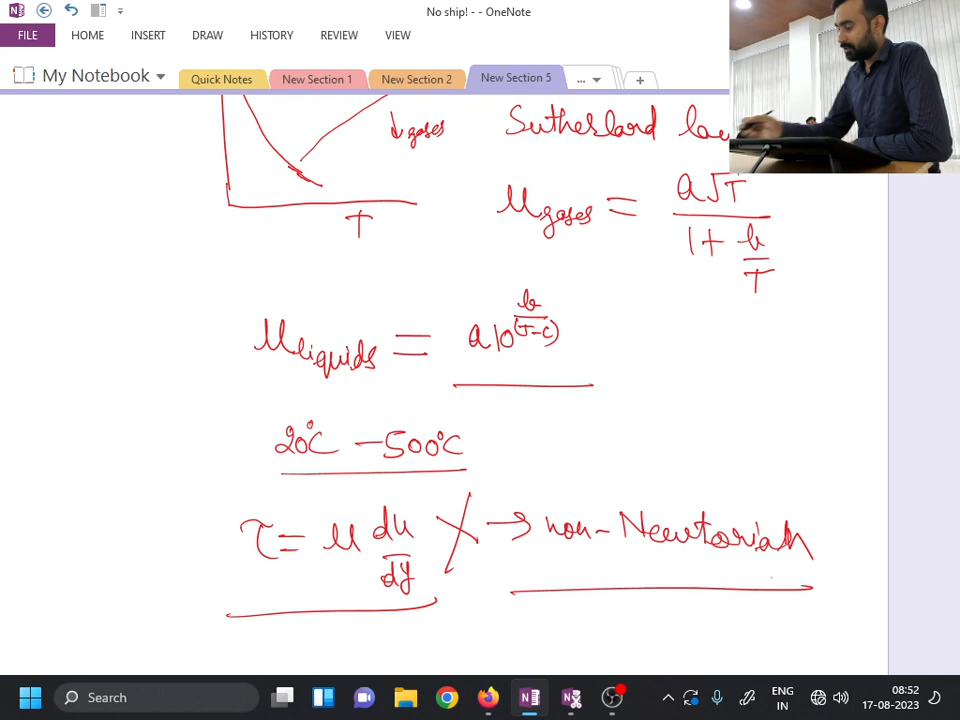 No ship! - - OneNote
FILE HOME INSERT DRAW HISTORY REVIEW VIEW
My Notebook Quick Notes New Section 1 New Section 2 New Section 5 ... +
↓gases Sutherland law
T
μgases = a√T / (1 + b/T)
μliquids = a10^(b/(T-C))
20°C - 500°C
τ = μ du/dy X → non-Newtonian
Search ENG 08:52
IN 17-08-2023